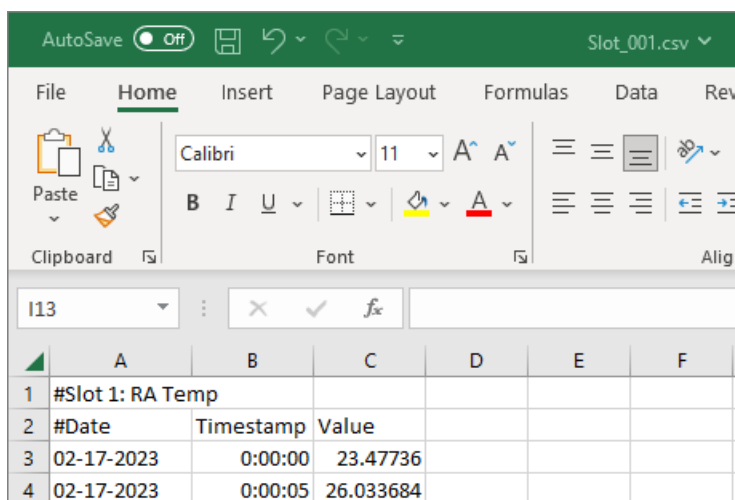 AutoSave Off Slot_001.csv
File Home Insert Page Layout Formulas Data Rev
Calibri 11 A A
Paste
B I U A
Clipboard Font Alig
I13 fx
A B C D E F
1 #Slot 1: RA Temp
2 #Date Timestamp Value
3 02-17-2023 0:00:00 23.47736
4 02-17-2023 0:00:05 26.033684